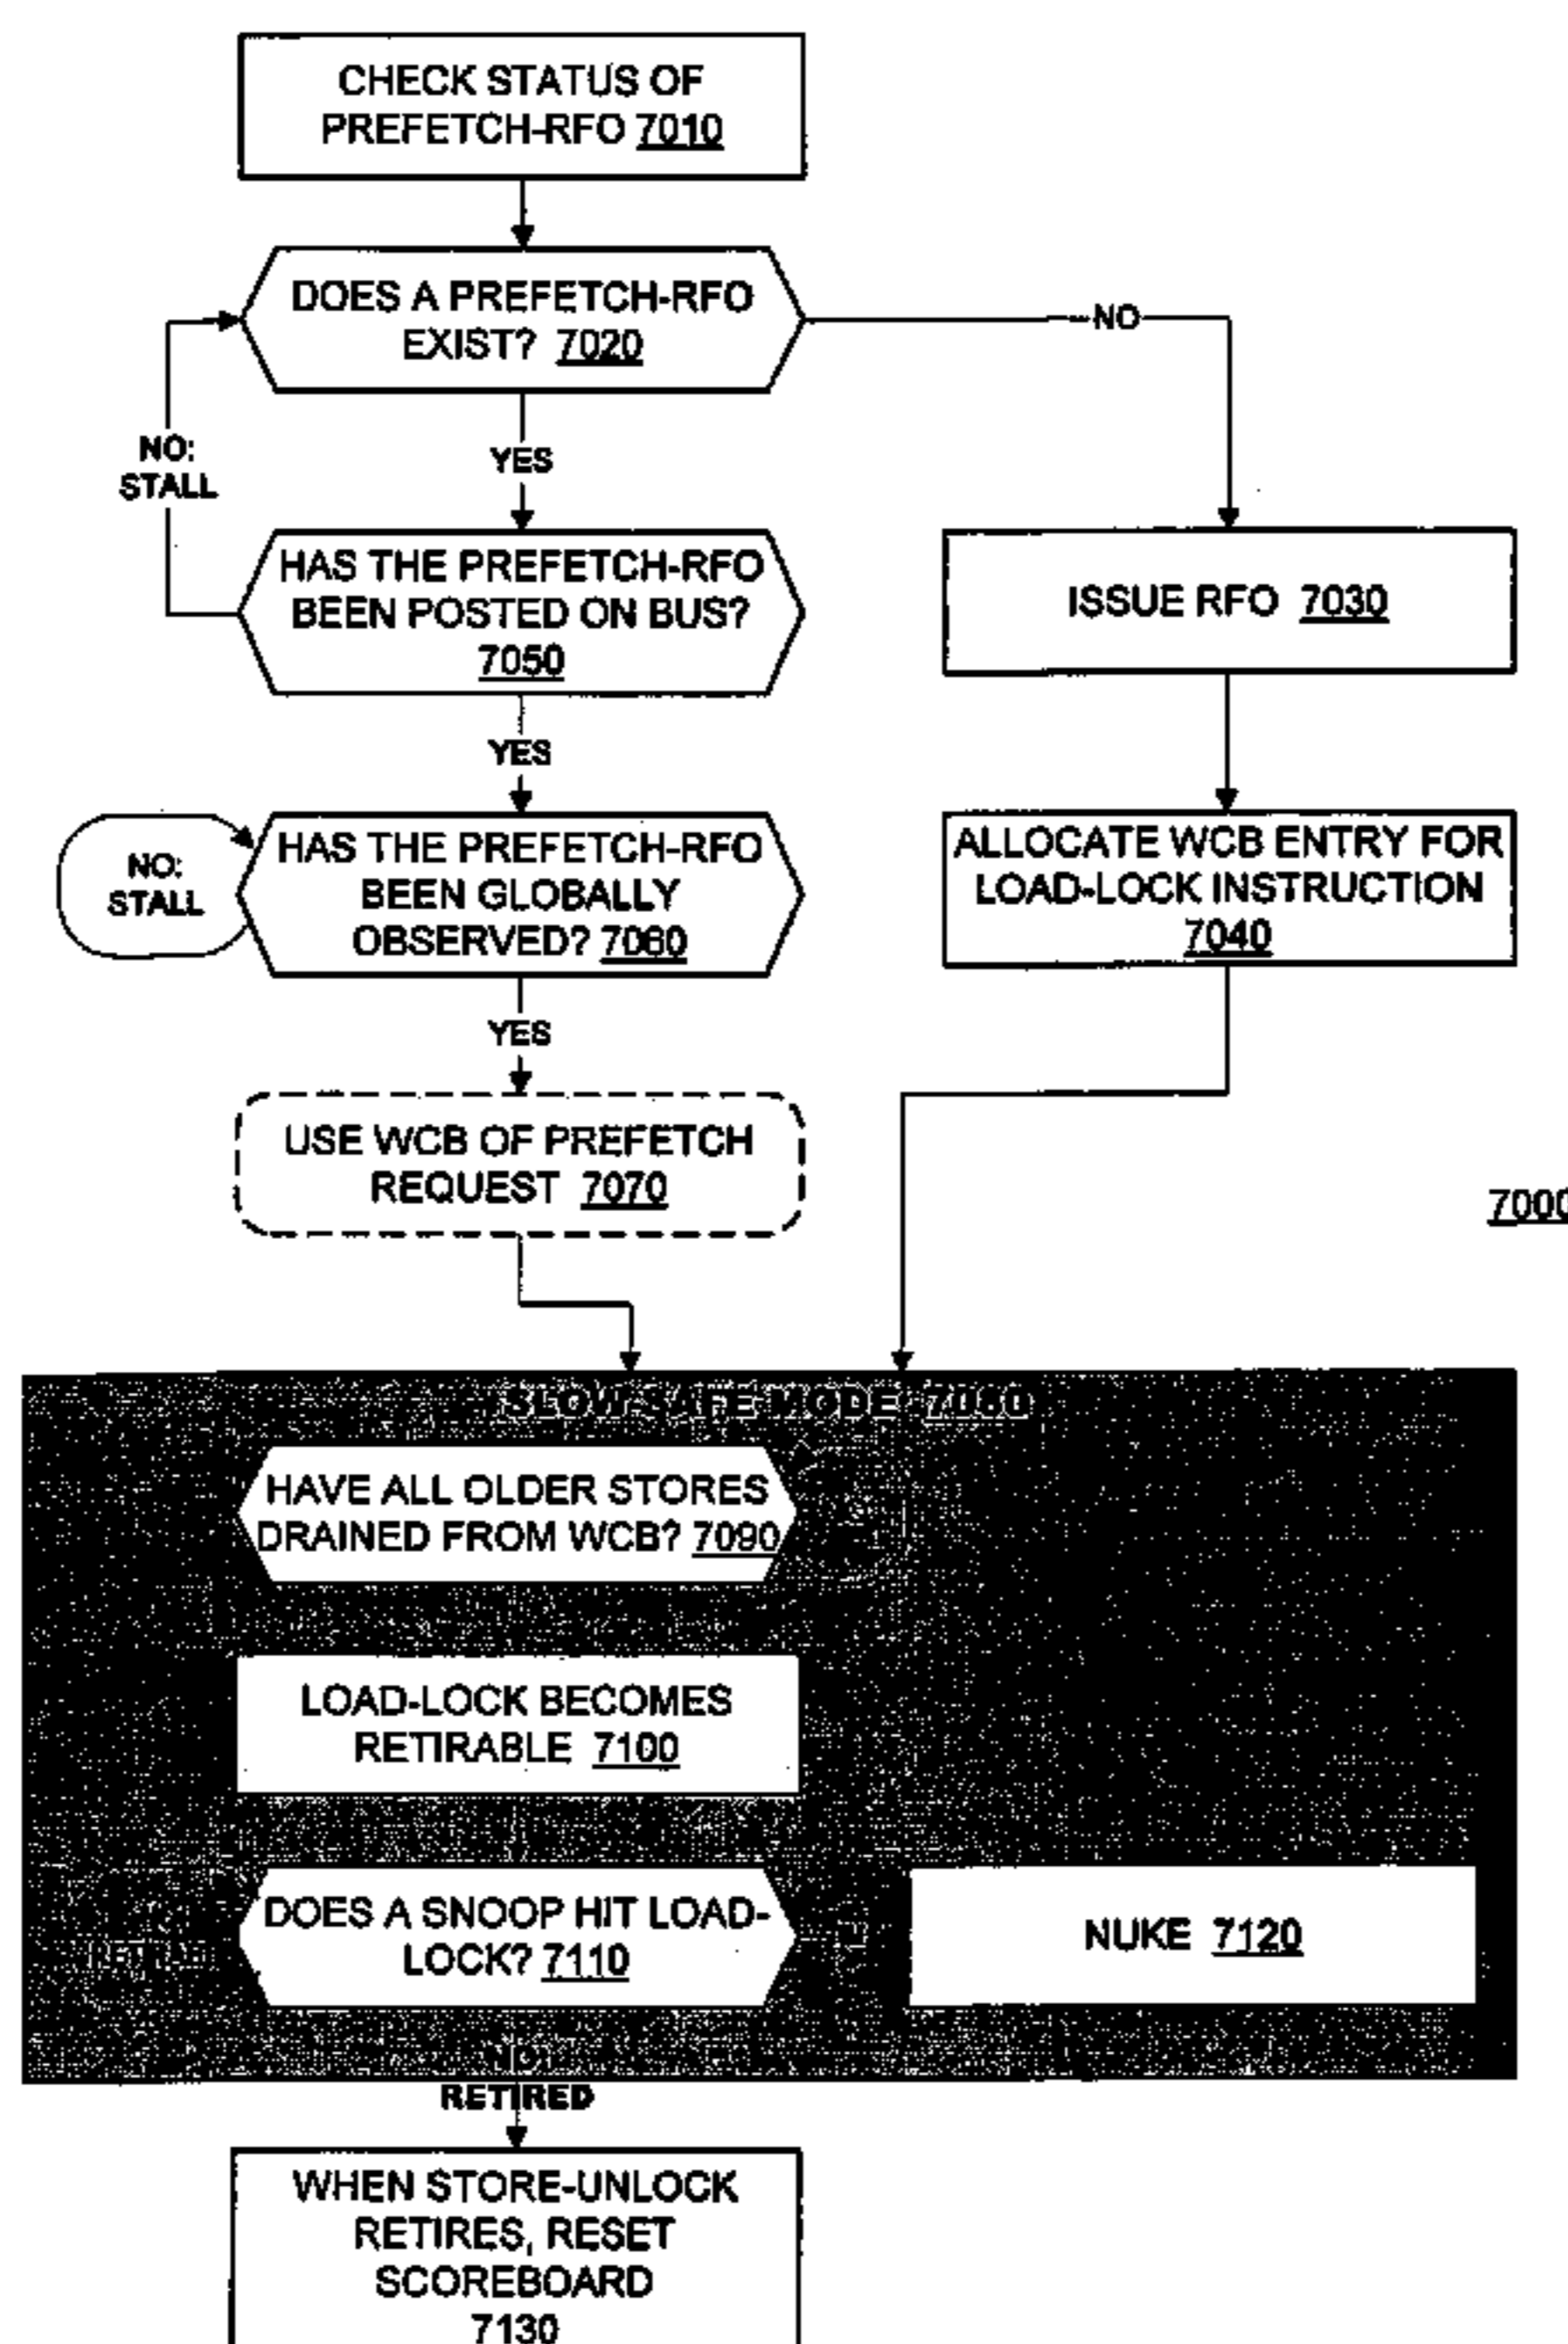 CHECK STATUS OF
PREFETCH-RFO 7010
DOES A PREFETCH-RFO
EXIST? 7020
NO
NO:
STALL
YES
HAS THE PREFETCH-RFO
BEEN POSTED ON BUS?
7050
ISSUE RFO 7030
YES
NO:
STALL
HAS THE PREFETCH-RFO
BEEN GLOBALLY
OBSERVED? 7060
ALLOCATE WCB ENTRY FOR
LOAD-LOCK INSTRUCTION
7040
YES
USE WCB OF PREFETCH
REQUEST 7070
7000
SLOW SAFE MODE
HAVE ALL OLDER STORES
DRAINED FROM WCB? 7090
LOAD-LOCK BECOMES
RETIRABLE 7100
DOES A SNOOP HIT LOAD-
LOCK? 7110
NUKE 7120
RETIRED
WHEN STORE-UNLOCK
RETIRES, RESET
SCOREBOARD
7130